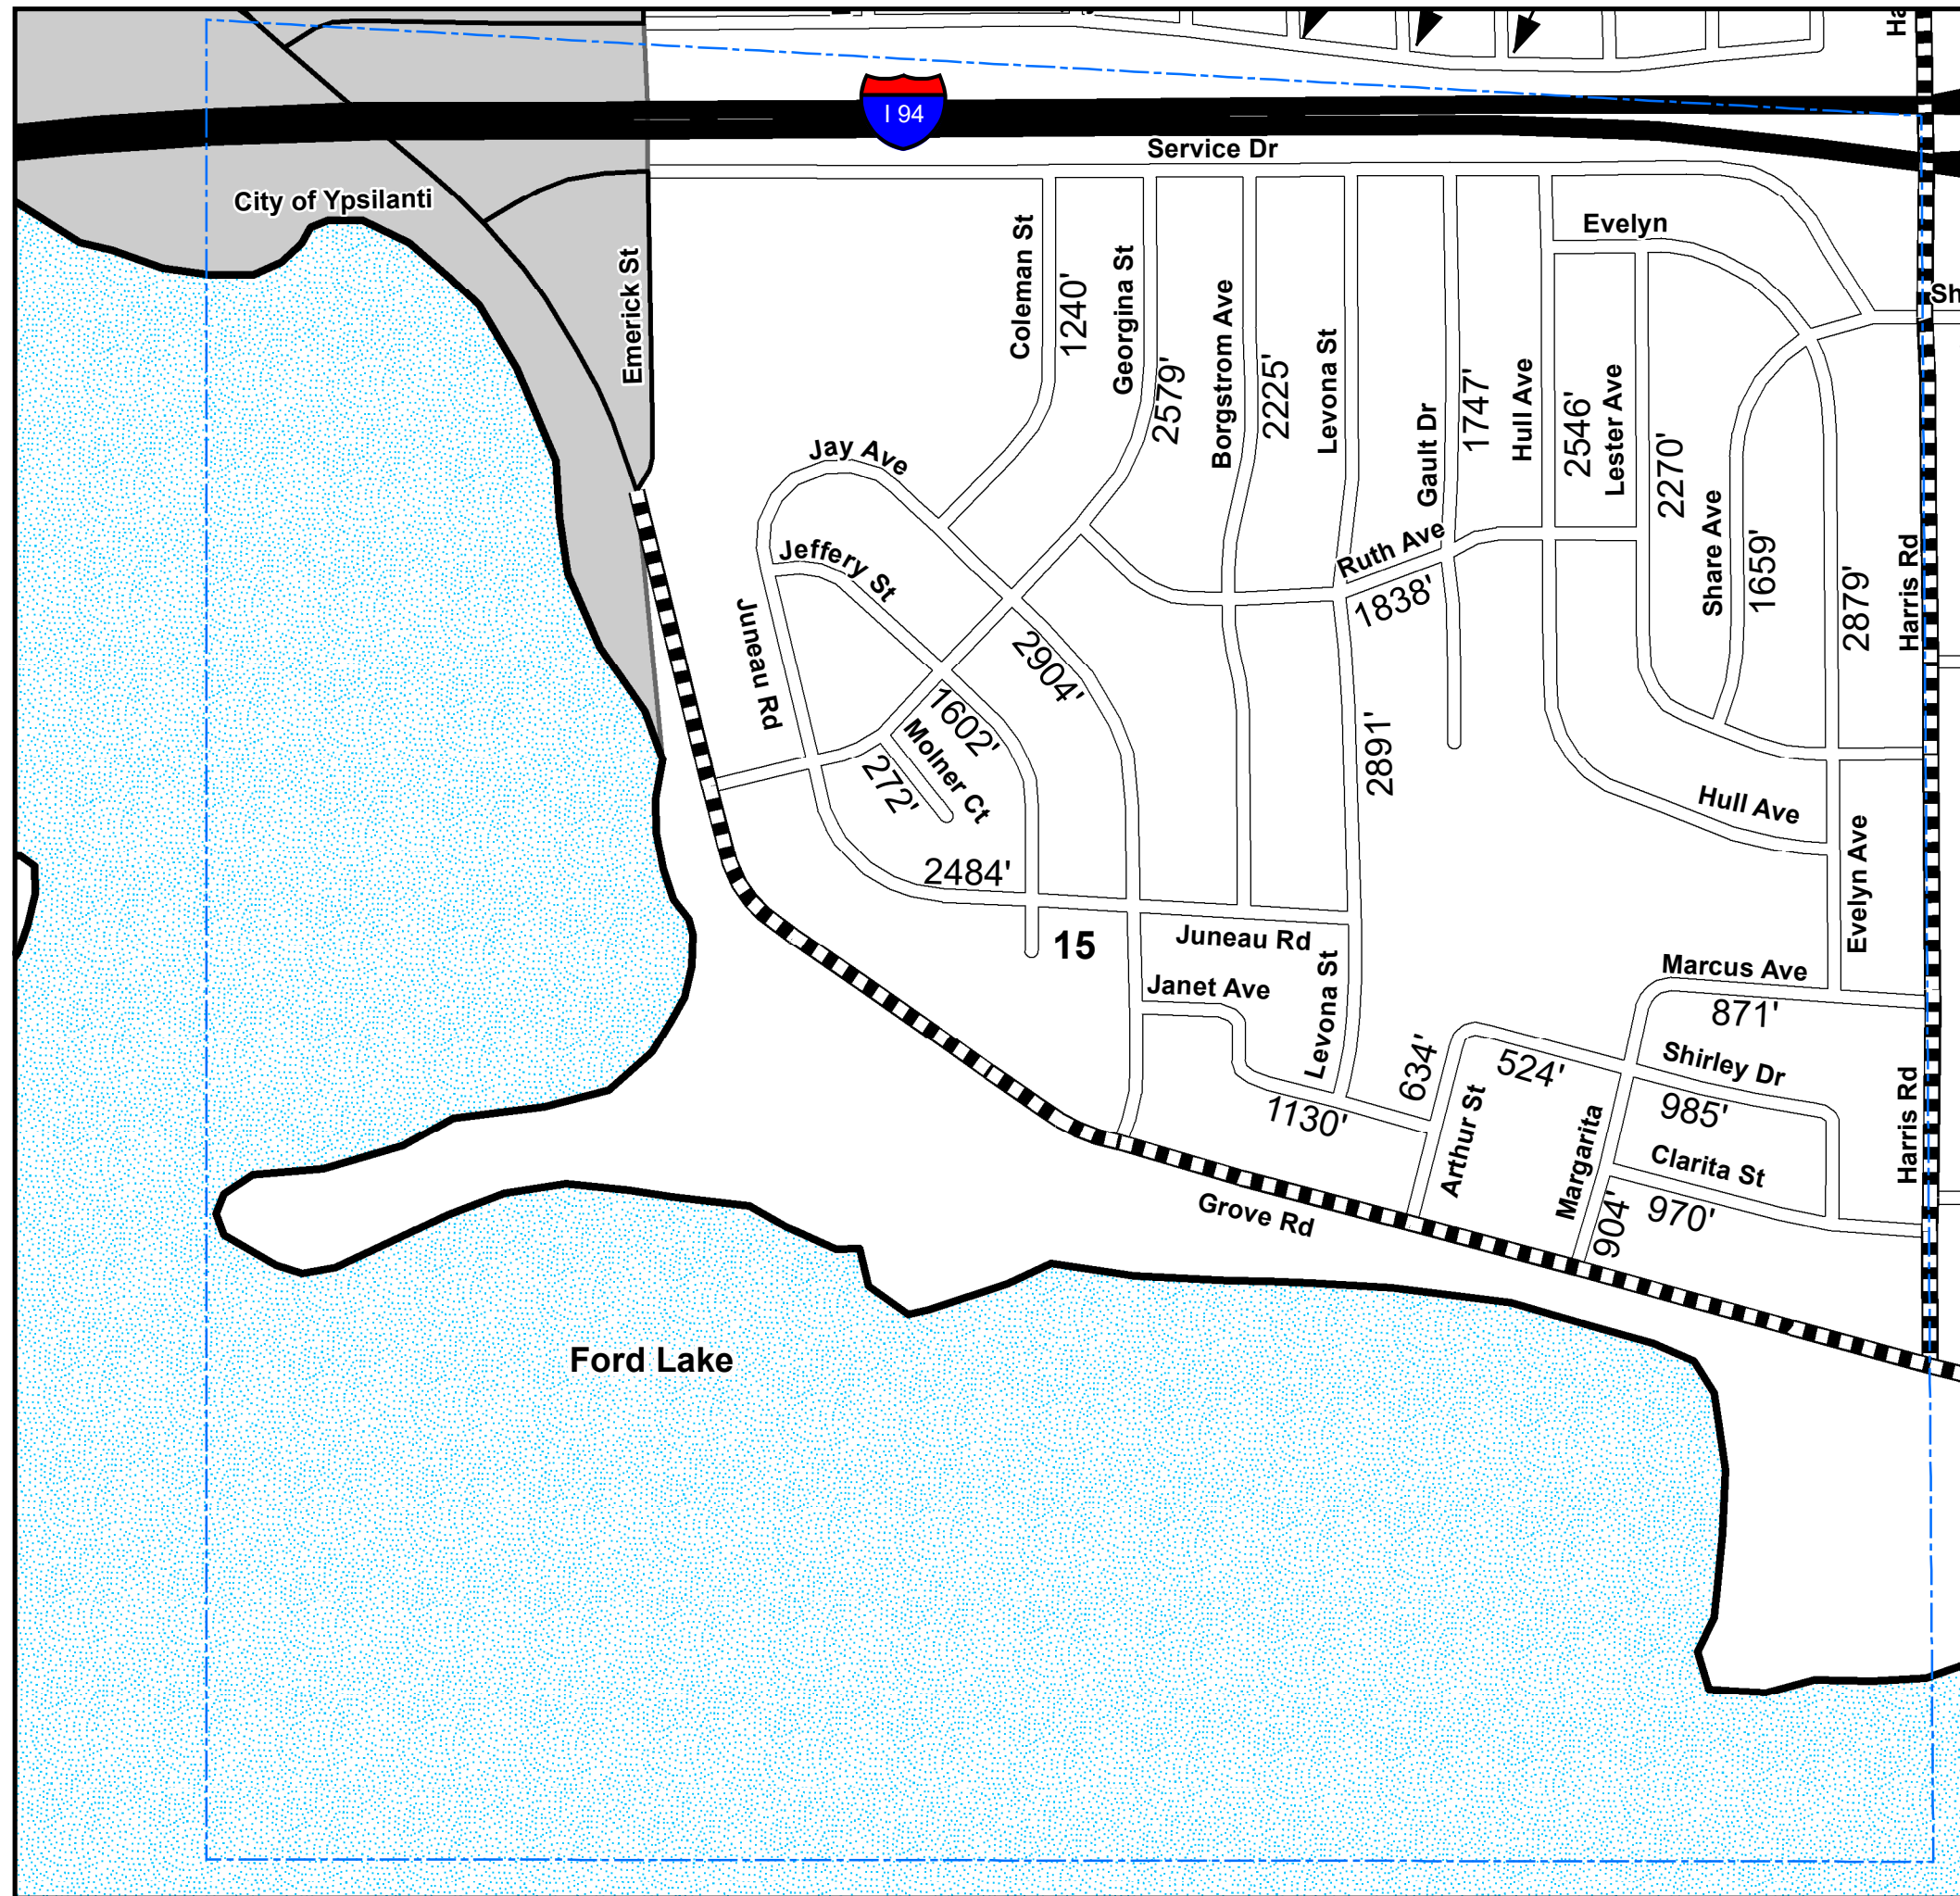 Ha
I 94
Service Dr
City of Ypsilanti
Evelyn
Emerick St
Coleman St
1240'
Georgina St
2579'
Borgstrom Ave
2225'
Levona St
Gault Dr
1747'
Hull Ave
2546'
Lester Ave
2270'
Share Ave
1659'
2879'
Harris Rd
Sh
Jay Ave
Jeffery St
Juneau Rd
Ruth Ave
1838'
2904'
1602'
Molner Ct
272'
2891'
Hull Ave
2484'
Evelyn Ave
15
Juneau Rd
Janet Ave
Levona St
Marcus Ave
871'
634'
524'
Shirley Dr
985'
Arthur St
Margarita
1130'
Clarita St
970'
904'
Harris Rd
Grove Rd
Ford Lake